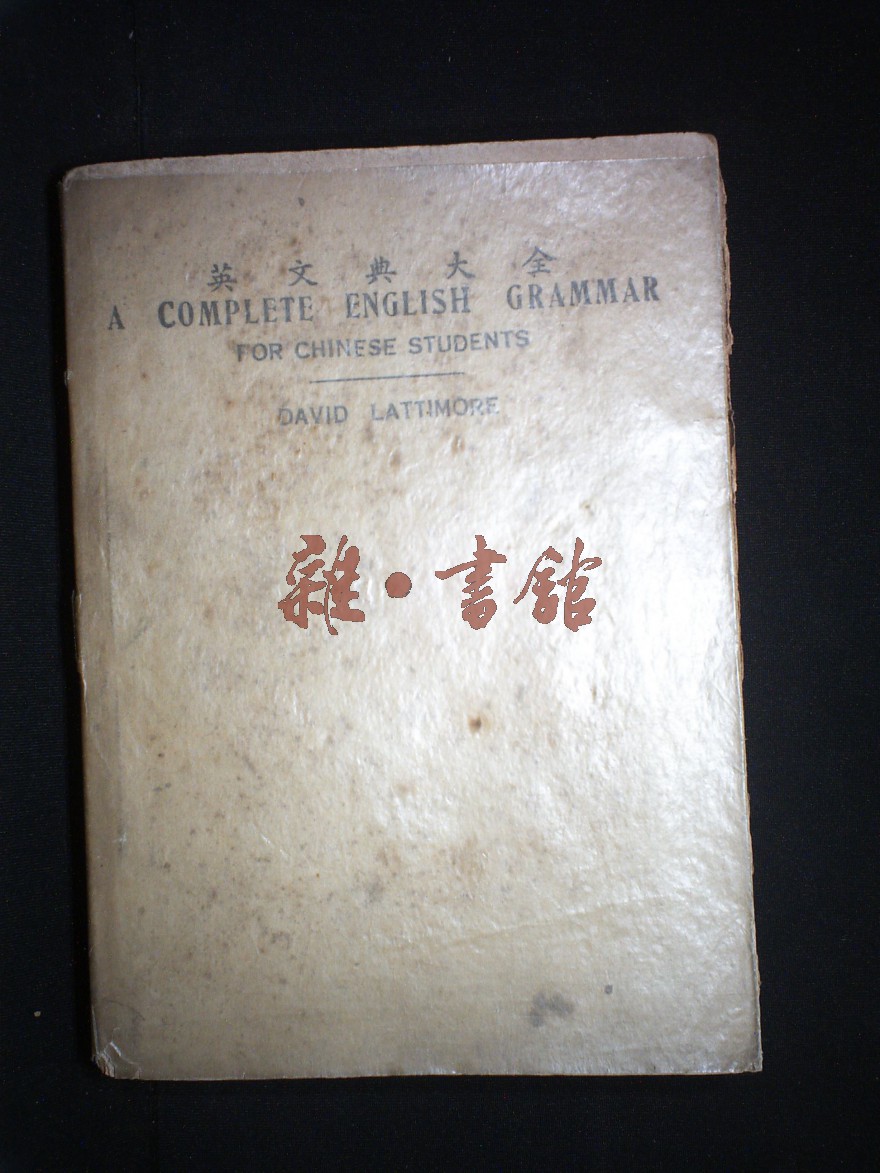 英文典大全
A COMPLETE ENGLISH GRAMMAR
FOR CHINESE STUDENTS
DAVID LATTIMORE
雜•書館